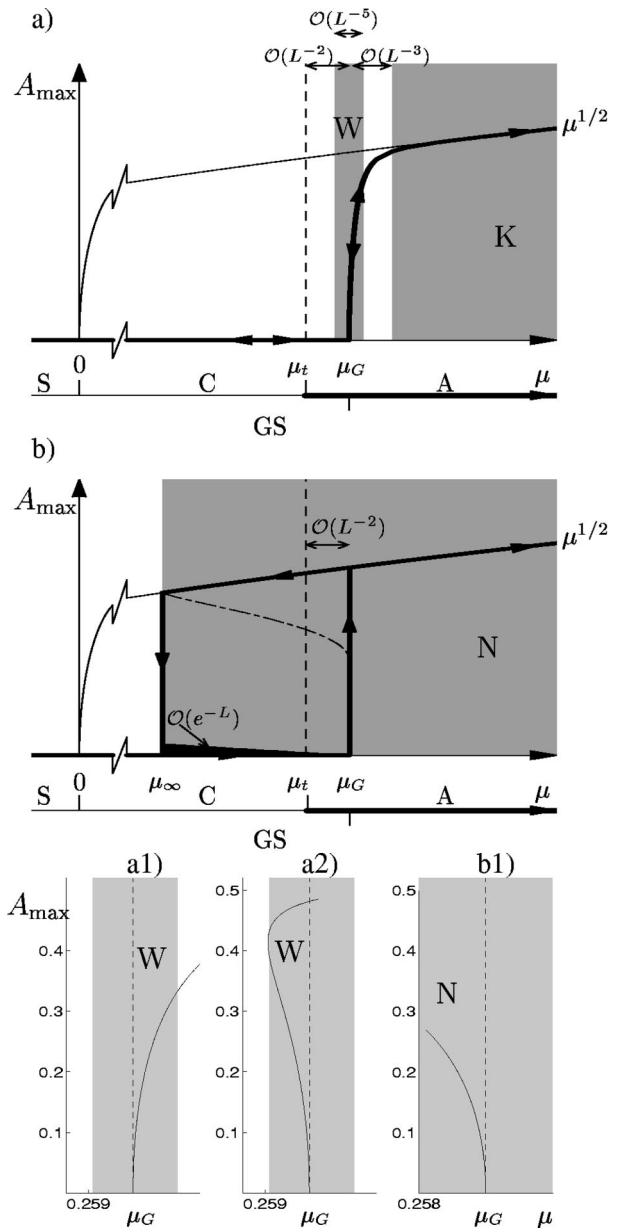 a)
𝒪(L⁻⁵)
𝒪(L⁻²) 𝒪(L⁻³)
A_max
W
μ^{1/2}
K
0 μ_t μ_G
S C A μ
GS
b)
A_max
𝒪(L⁻²)
μ^{1/2}
N
𝒪(e^{-L})
0 μ_∞ μ_t μ_G
S C A μ
GS
a1) a2) b1)
A_max
0.5 0.5
0.4 0.4 0.4
W W N
0.3 0.3 0.3
0.2 0.2 0.2
0.1 0.1 0.1
0.259 0.259 0.258
μ_G μ_G μ_G μ